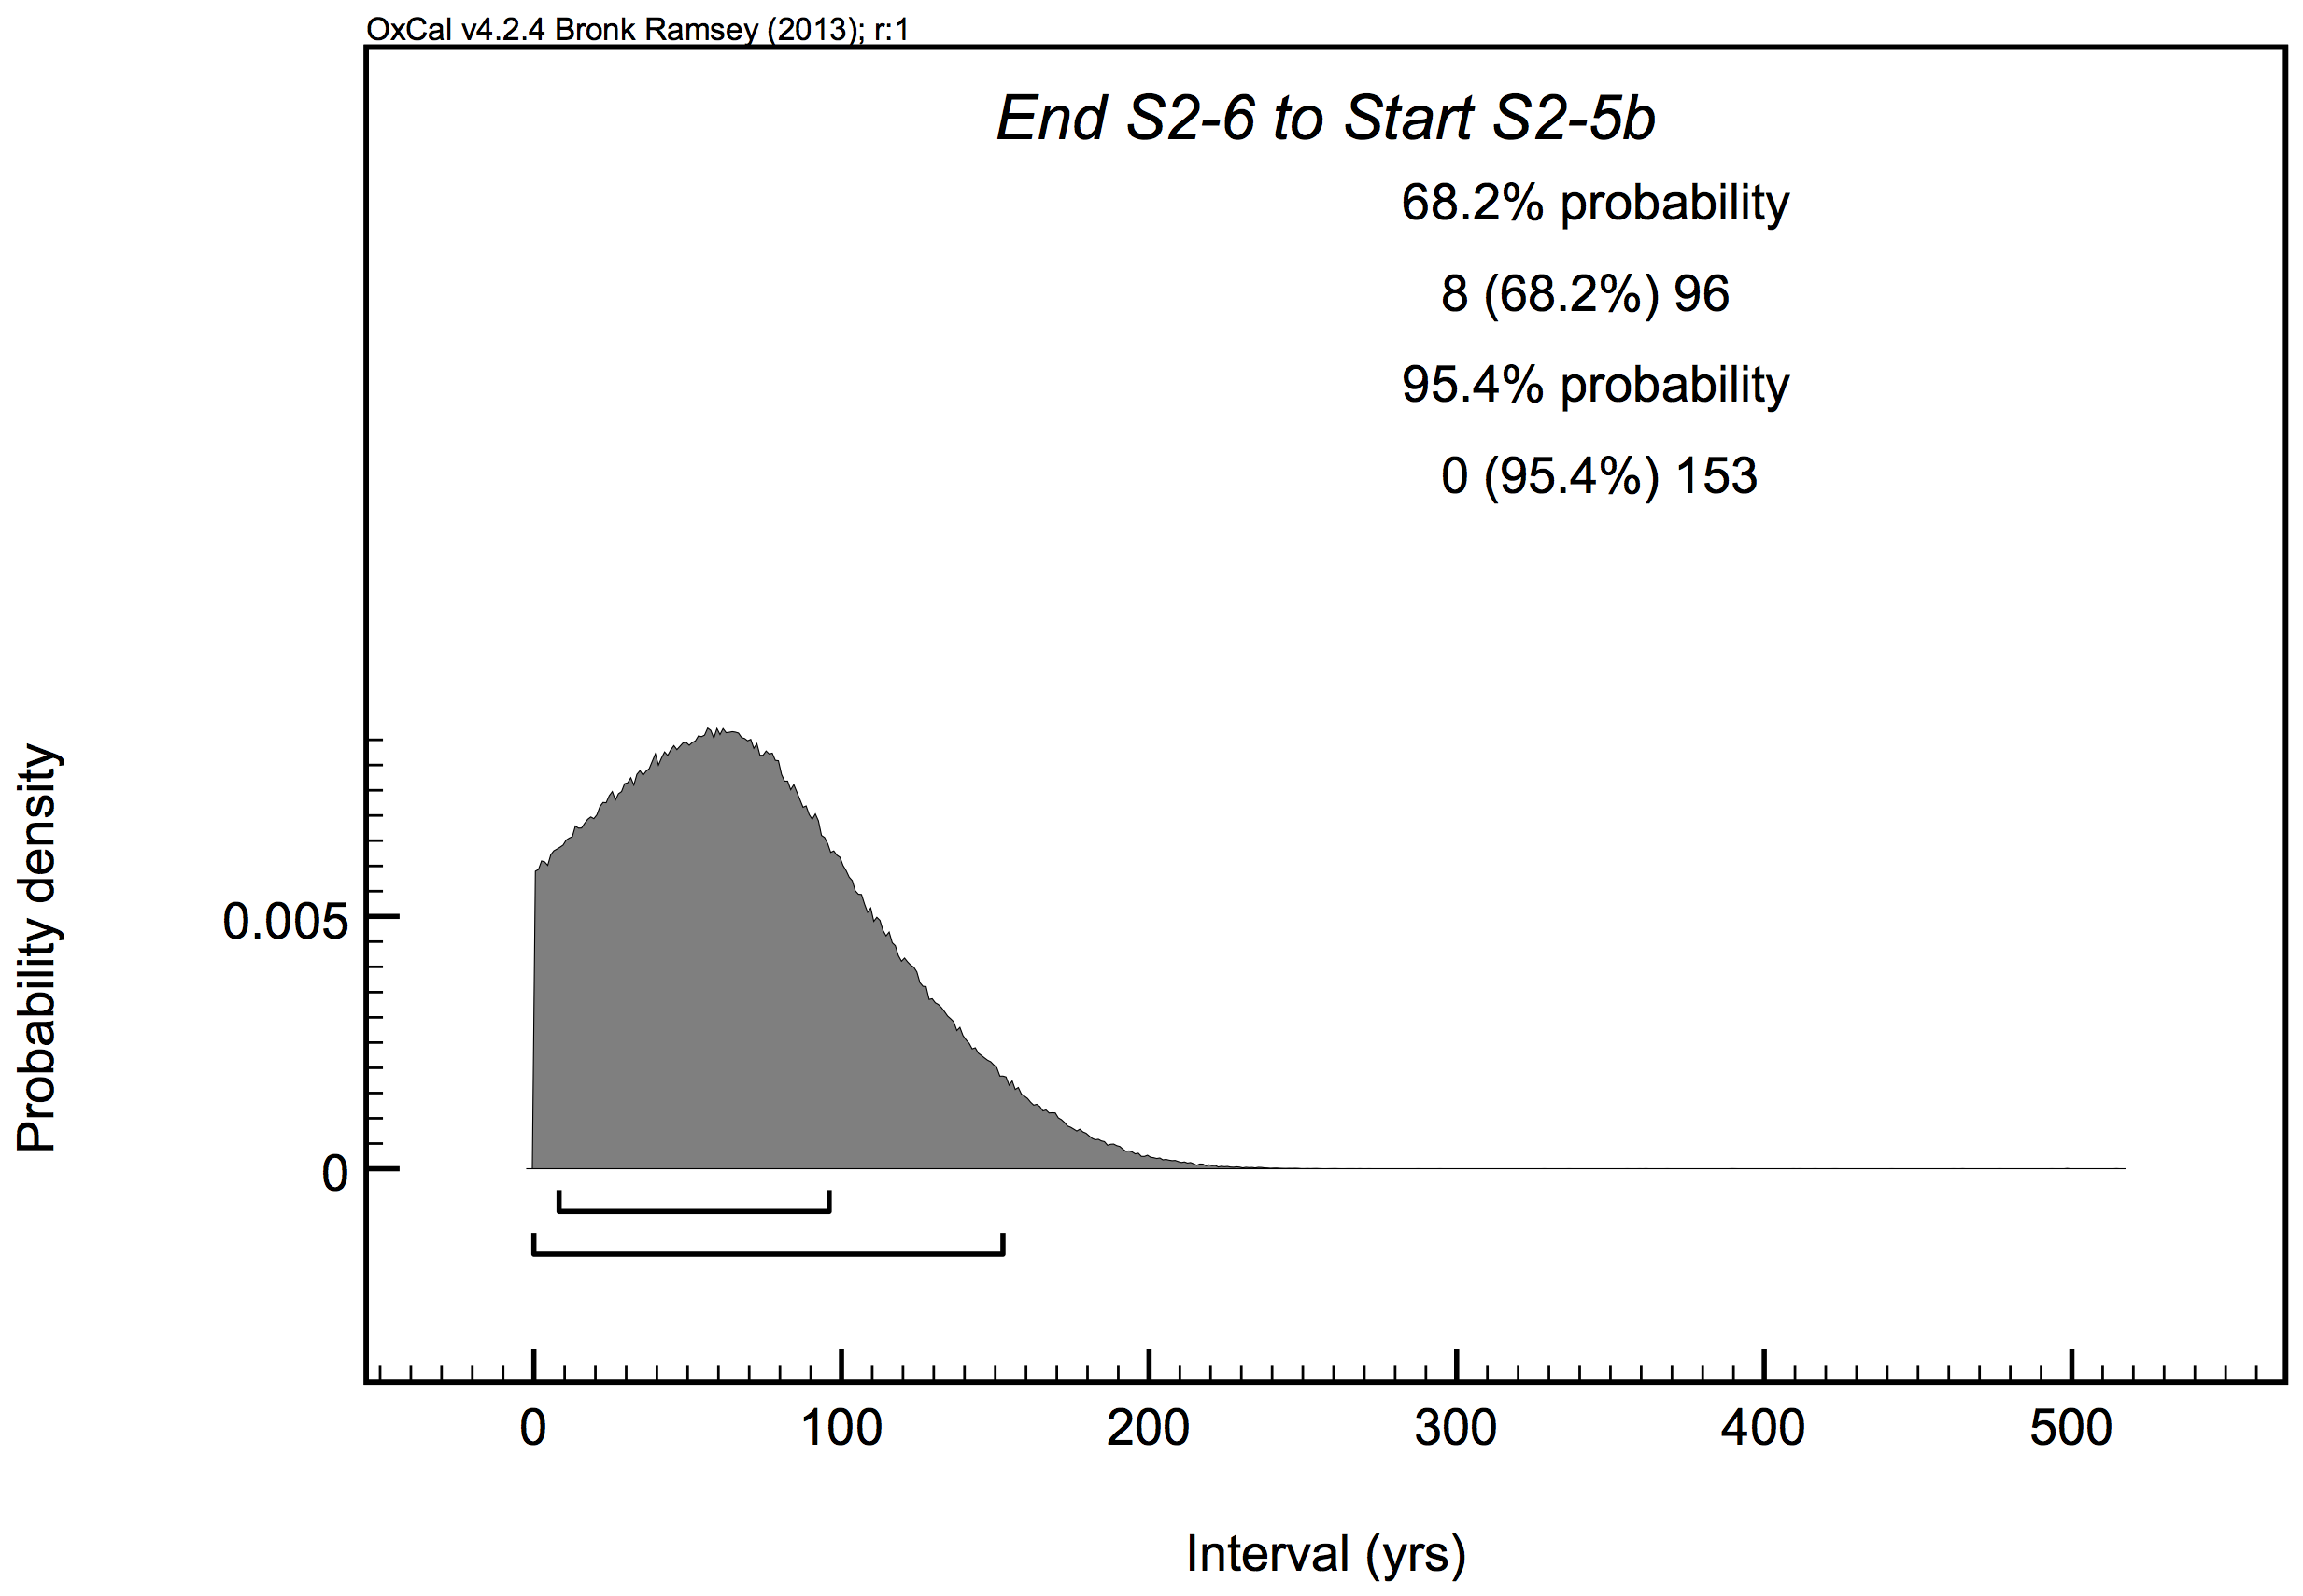 OxCal v4.2.4 Bronk Ramsey (2013); r:1
End S2-6 to Start S2-5b
68.2% probability
8 (68.2%) 96
95.4% probability
0 (95.4%) 153
Probability density
0.005
0
0 100 200 300 400 500
Interval (yrs)